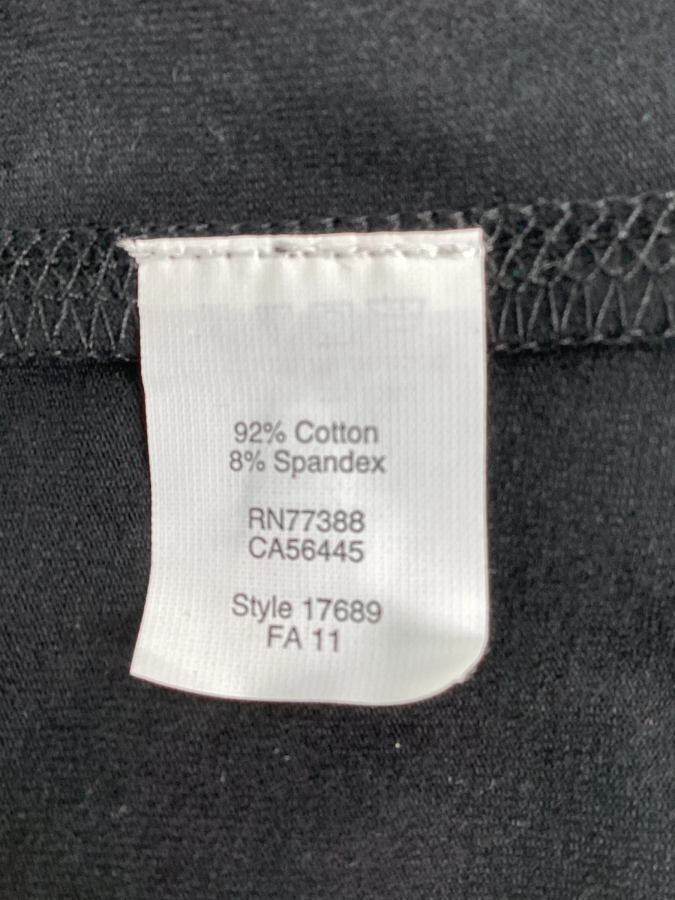 92% Cotton
8% Spandex
RN77388
CA56445
Style 17689
FA 11